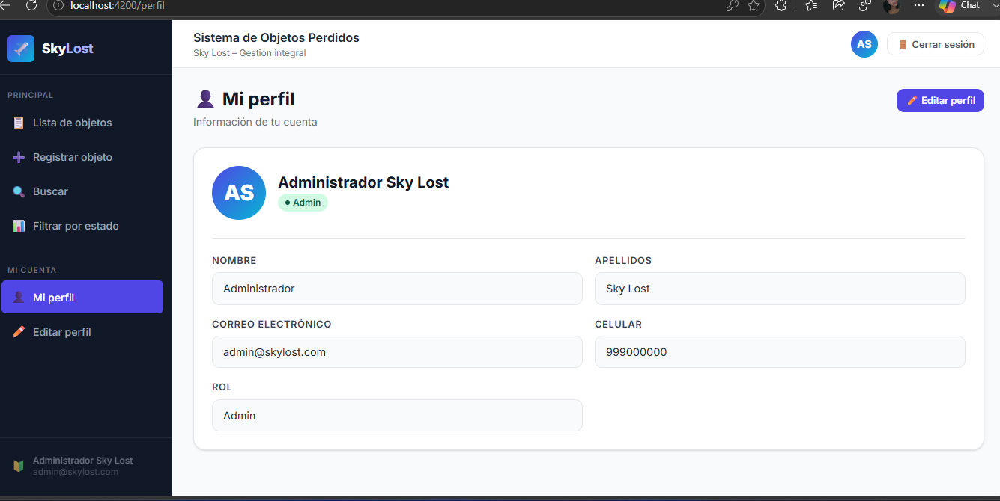 localhost:4200/perfil
Chat
SkyLost
Sistema de Objetos Perdidos
Sky Lost – Gestión integral
AS
Cerrar sesión
PRINCIPAL
Lista de objetos
Registrar objeto
Buscar
Filtrar por estado
MI CUENTA
Mi perfil
Editar perfil
Administrador Sky Lost
admin@skylost.com
Mi perfil
Información de tu cuenta
Editar perfil
AS
Administrador Sky Lost
Admin
NOMBRE
Administrador
APELLIDOS
Sky Lost
CORREO ELECTRÓNICO
admin@skylost.com
CELULAR
999000000
ROL
Admin